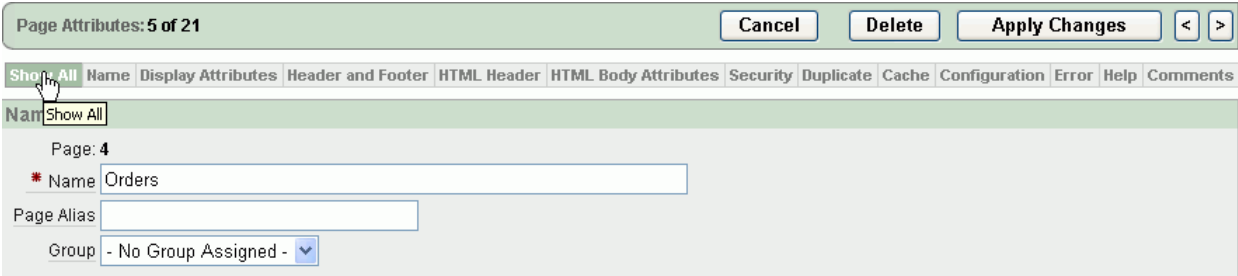 Page Attributes: 5 of 21 Cancel Delete Apply Changes < >
Show All Name Display Attributes Header and Footer HTML Header HTML Body Attributes Security Duplicate Cache Configuration Error Help Comments
Show All
Page: 4
* Name Orders
Page Alias
Group - No Group Assigned -